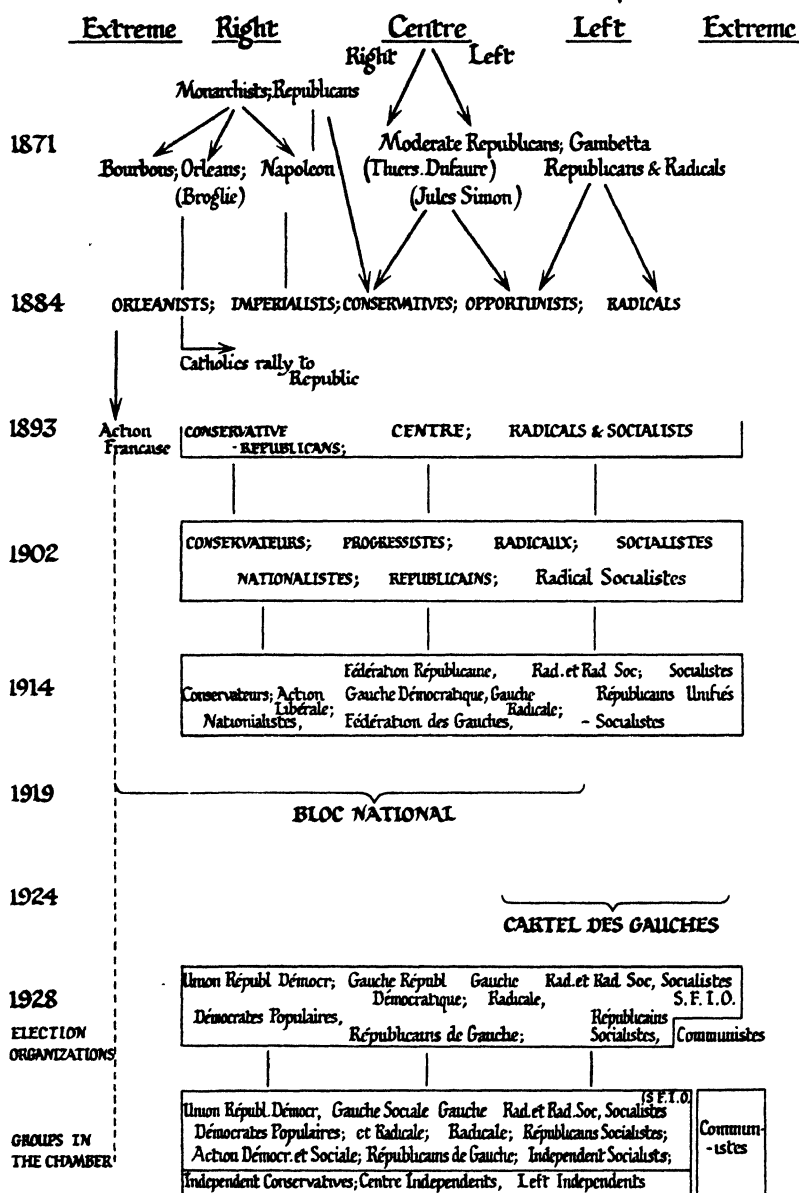 Extreme Right Centre Left Extreme
Right Left
Monarchists; Republicans
1871
Moderate Republicans; Gambetta
Bourbons; Orleans; Napoleon (Thiers. Dufaure) Republicans & Radicals
(Broglie) (Jules Simon)
1884 ORLEANISTS; IMPERIALISTS; CONSERVATIVES; OPPORTUNISTS; RADICALS
Catholics rally to
Republic
1893 Action CONSERVATIVE CENTRE; RADICALS & SOCIALISTS
Francaise - REPUBLICANS;
1902 CONSERVATEURS; PROGRESSISTES; RADICAUX; SOCIALISTES
NATIONALISTES; REPUBLICAINS; Radical Socialistes
Fédération Républicaine, Rad. et Rad Soc; Socialistes
1914 Conservateurs; Action Gauche Démocratique, Gauche Républicains Unifiés
Libérale; Radicale;
Nationialistes, Fédération des Gauches, - Socialistes
1919
BLOC NATIONAL
1924
CARTEL DES GAUCHES
Union Républ Démocr; Gauche Républ Gauche Rad. et Rad. Soc, Socialistes
1928 Démocratique; Radicale, S.F.I.O.
Démocrates Populaires, Républicains
ELECTION Républicains de Gauche; Socialistes, Communistes
ORGANIZATIONS
(S.F.I.O.)
Union Républ. Démocr, Gauche Sociale Gauche Rad. et Rad. Soc, Socialistes
GROUPS IN Démocrates Populaires; et Radicale; Radicale; Républicains Socialistes; Commun-
THE CHAMBER Action Démocr. et Sociale; Républicains de Gauche; Independent Socialists; -istes
Independent Conservatives; Centre Independents, Left Independents